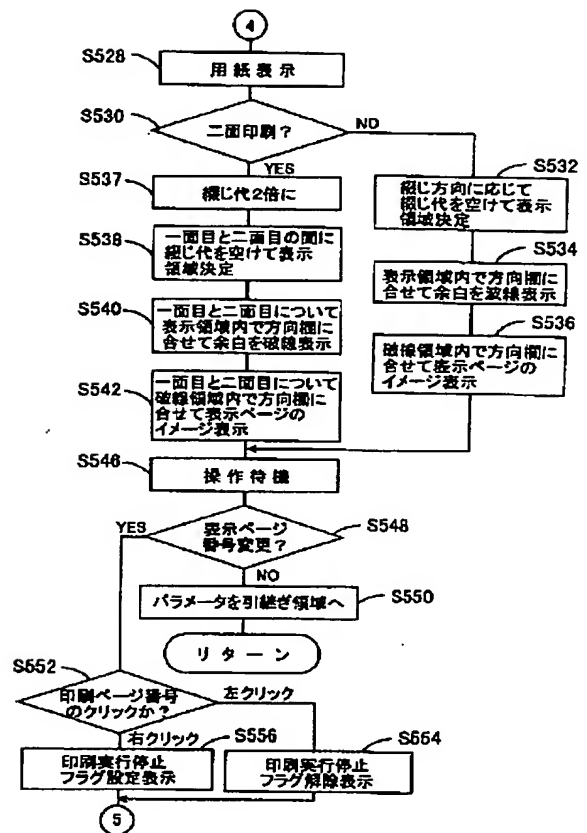 4
S528
用紙表示
S530
二面印刷?
NO
YES
S537
綴じ代2倍に
S532
綴じ方向に応じて
綴じ代を空けて表示
領域決定
S538
一面目と二面目の面に
綴じ代を空けて表示
領域決定
S534
表示領域内で方向欄に
合せて余白を波線表示
S540
一面目と二面目について
表示領域内で方向欄に
合せて余白を破線表示
S536
破線領域内で方向欄に
合せて表示ページの
イメージ表示
S542
一面目と二面目について
破線領域内で方向欄に
合せて表示ページの
イメージ表示
S546
操作待機
YES
表示ページ
番号変更?
S548
NO
パラメータを引継ぎ領域へ
S550
リターン
S552
印刷ページ番号
のクリックか?
左クリック
右クリック
S556
印刷実行停止
フラグ設定表示
S554
印刷実行停止
フラグ解除表示
5